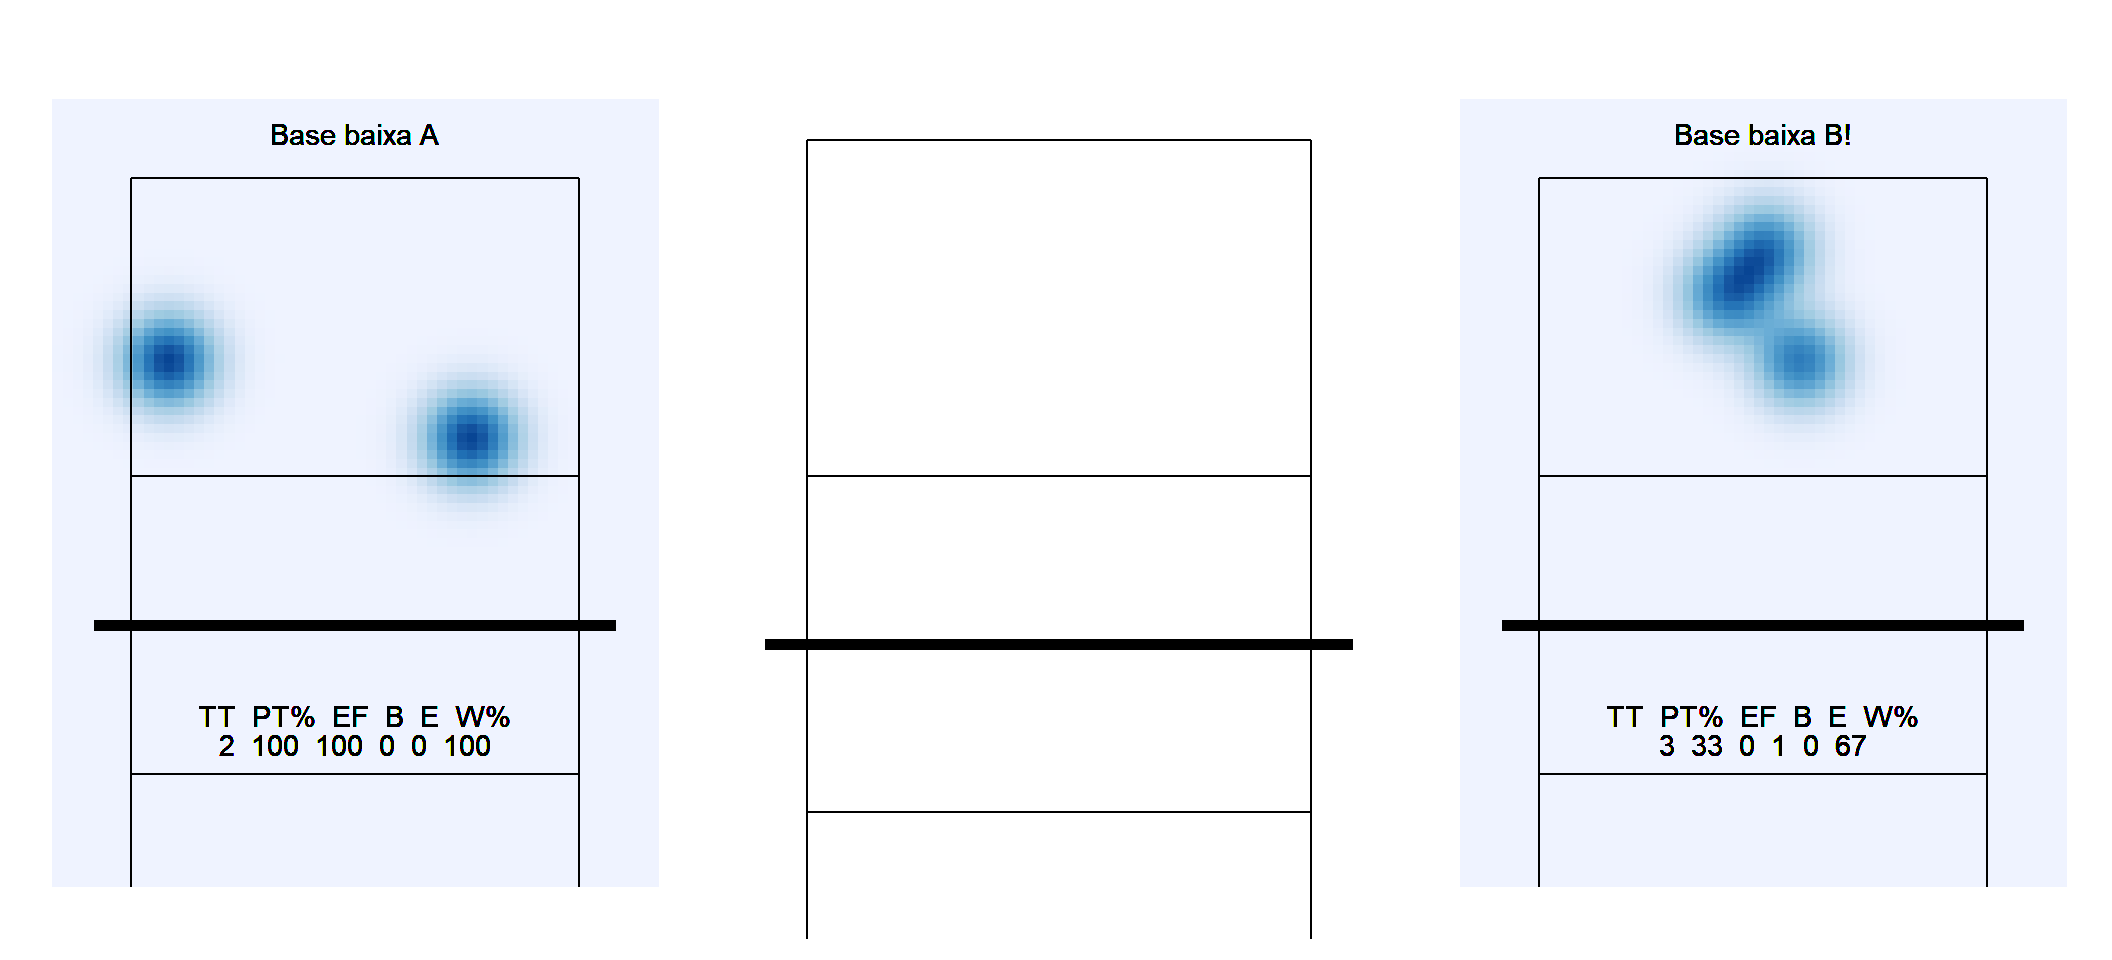 Base baixa A
TT PT% EF B E W%
2 100 100 0 0 100
Base baixa B!
TT PT% EF B E W%
3 33 0 1 0 67